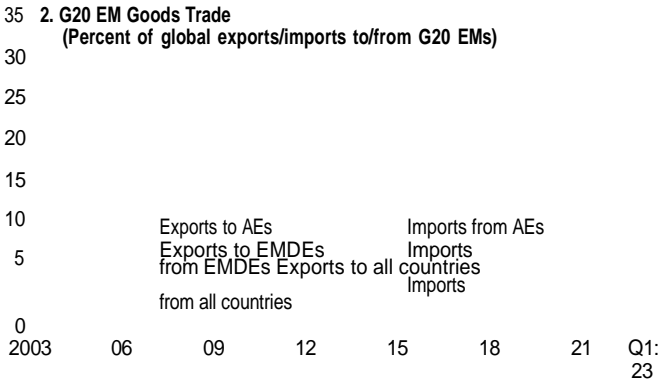 35 2. G20 EM Goods Trade
(Percent of global exports/imports to/from G20 EMs)
30
25
20
15
10
Exports to AEs Imports from AEs
Exports to EMDEs Imports
5
from EMDEs Exports to all countries
Imports
from all countries
0
2003 06 09 12 15 18 21 Q1:
23